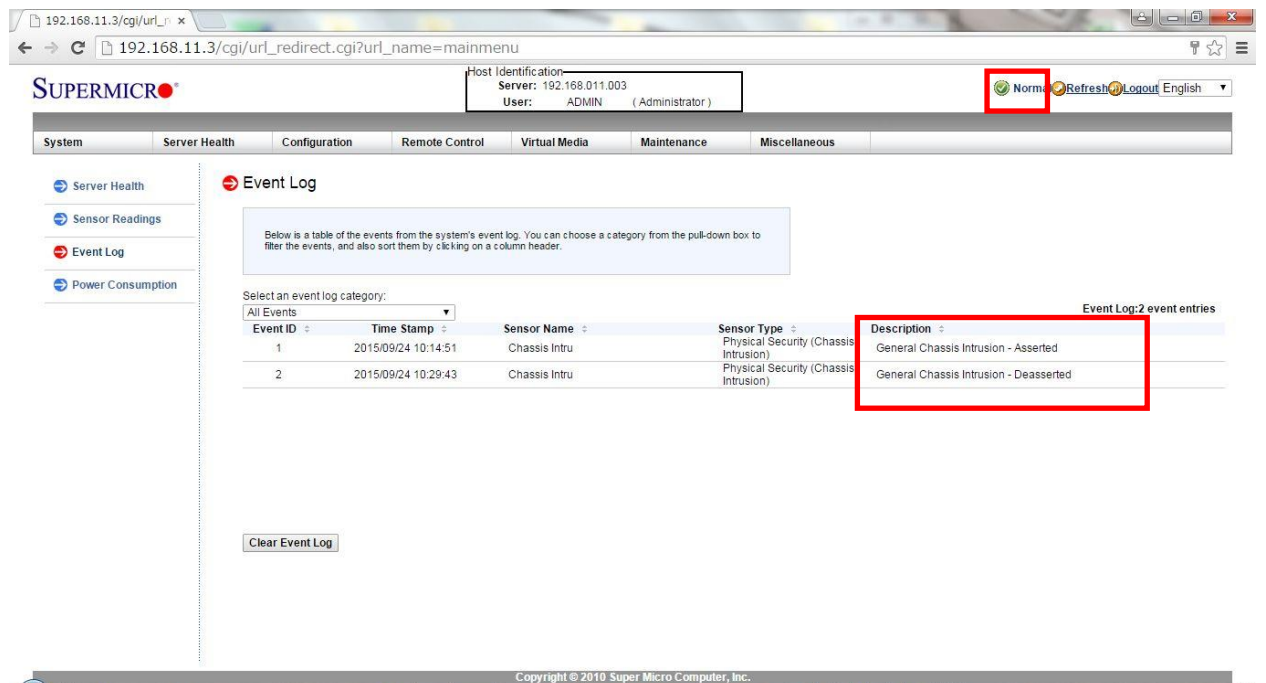 192.168.11.3/cgi/url_r
192.168.11.3/cgi/url_redirect.cgi?url_name=mainmenu
SUPERMICRO
Host Identification
Server: 192.168.011.003
User: ADMIN (Administrator)
Normal Refresh Logout English
System Server Health Configuration Remote Control Virtual Media Maintenance Miscellaneous
Server Health
Sensor Readings
Event Log
Power Consumption
Event Log
Below is a table of the events from the system's event log. You can choose a category from the pull-down box to
filter the events, and also sort them by clicking on a column header.
Select an event log category:
All Events
Event Log:2 event entries
Event ID Time Stamp Sensor Name Sensor Type Description
1 2015/09/24 10:14:51 Chassis Intru Physical Security (Chassis Intrusion) General Chassis Intrusion - Asserted
2 2015/09/24 10:29:43 Chassis Intru Physical Security (Chassis Intrusion) General Chassis Intrusion - Deasserted
Clear Event Log
Copyright © 2010 Super Micro Computer, Inc.